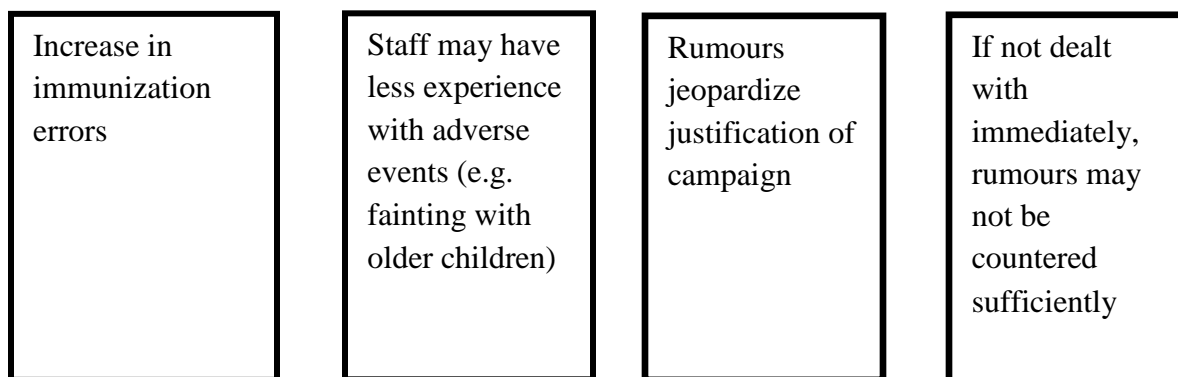 Increase in
immunization
errors
Staff may have
less experience
with adverse
events (e.g.
fainting with
older children)
Rumours
jeopardize
justification of
campaign
If not dealt
with
immediately,
rumours may
not be
countered
sufficiently